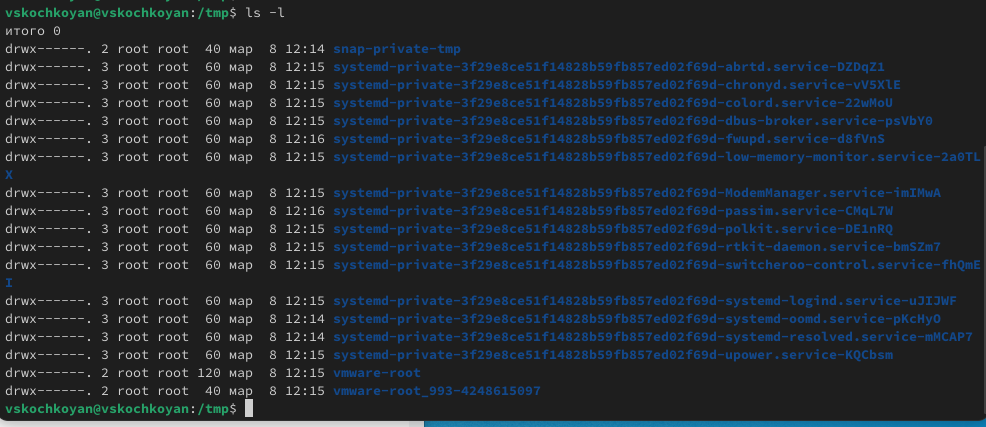 vskochkoyan@vskochkoyan:/tmp$ ls -l
итого 0
drwx------. 2 root root  40 мар  8 12:14 snap-private-tmp
drwx------. 3 root root  60 мар  8 12:15 systemd-private-3f29e8ce51f14828b59fb857ed02f69d-abrtd.service-DZDqZ1
drwx------. 3 root root  60 мар  8 12:15 systemd-private-3f29e8ce51f14828b59fb857ed02f69d-chronyd.service-vV5XlE
drwx------. 3 root root  60 мар  8 12:15 systemd-private-3f29e8ce51f14828b59fb857ed02f69d-colord.service-22wMoU
drwx------. 3 root root  60 мар  8 12:15 systemd-private-3f29e8ce51f14828b59fb857ed02f69d-dbus-broker.service-psVbY0
drwx------. 3 root root  60 мар  8 12:16 systemd-private-3f29e8ce51f14828b59fb857ed02f69d-fwupd.service-d8fVnS
drwx------. 3 root root  60 мар  8 12:15 systemd-private-3f29e8ce51f14828b59fb857ed02f69d-low-memory-monitor.service-2a0TL
X
drwx------. 3 root root  60 мар  8 12:15 systemd-private-3f29e8ce51f14828b59fb857ed02f69d-ModemManager.service-imIMwA
drwx------. 3 root root  60 мар  8 12:16 systemd-private-3f29e8ce51f14828b59fb857ed02f69d-passim.service-CMqL7W
drwx------. 3 root root  60 мар  8 12:15 systemd-private-3f29e8ce51f14828b59fb857ed02f69d-polkit.service-DE1nRQ
drwx------. 3 root root  60 мар  8 12:15 systemd-private-3f29e8ce51f14828b59fb857ed02f69d-rtkit-daemon.service-bmSZm7
drwx------. 3 root root  60 мар  8 12:15 systemd-private-3f29e8ce51f14828b59fb857ed02f69d-switcheroo-control.service-fhQmE
I
drwx------. 3 root root  60 мар  8 12:15 systemd-private-3f29e8ce51f14828b59fb857ed02f69d-systemd-logind.service-uJIJWF
drwx------. 3 root root  60 мар  8 12:14 systemd-private-3f29e8ce51f14828b59fb857ed02f69d-systemd-oomd.service-pKcHyO
drwx------. 3 root root  60 мар  8 12:14 systemd-private-3f29e8ce51f14828b59fb857ed02f69d-systemd-resolved.service-mMCAP7
drwx------. 3 root root  60 мар  8 12:15 systemd-private-3f29e8ce51f14828b59fb857ed02f69d-upower.service-KQCbsm
drwx------. 2 root root 120 мар  8 12:15 vmware-root
drwx------. 2 root root  40 мар  8 12:15 vmware-root_993-4248615097
vskochkoyan@vskochkoyan:/tmp$